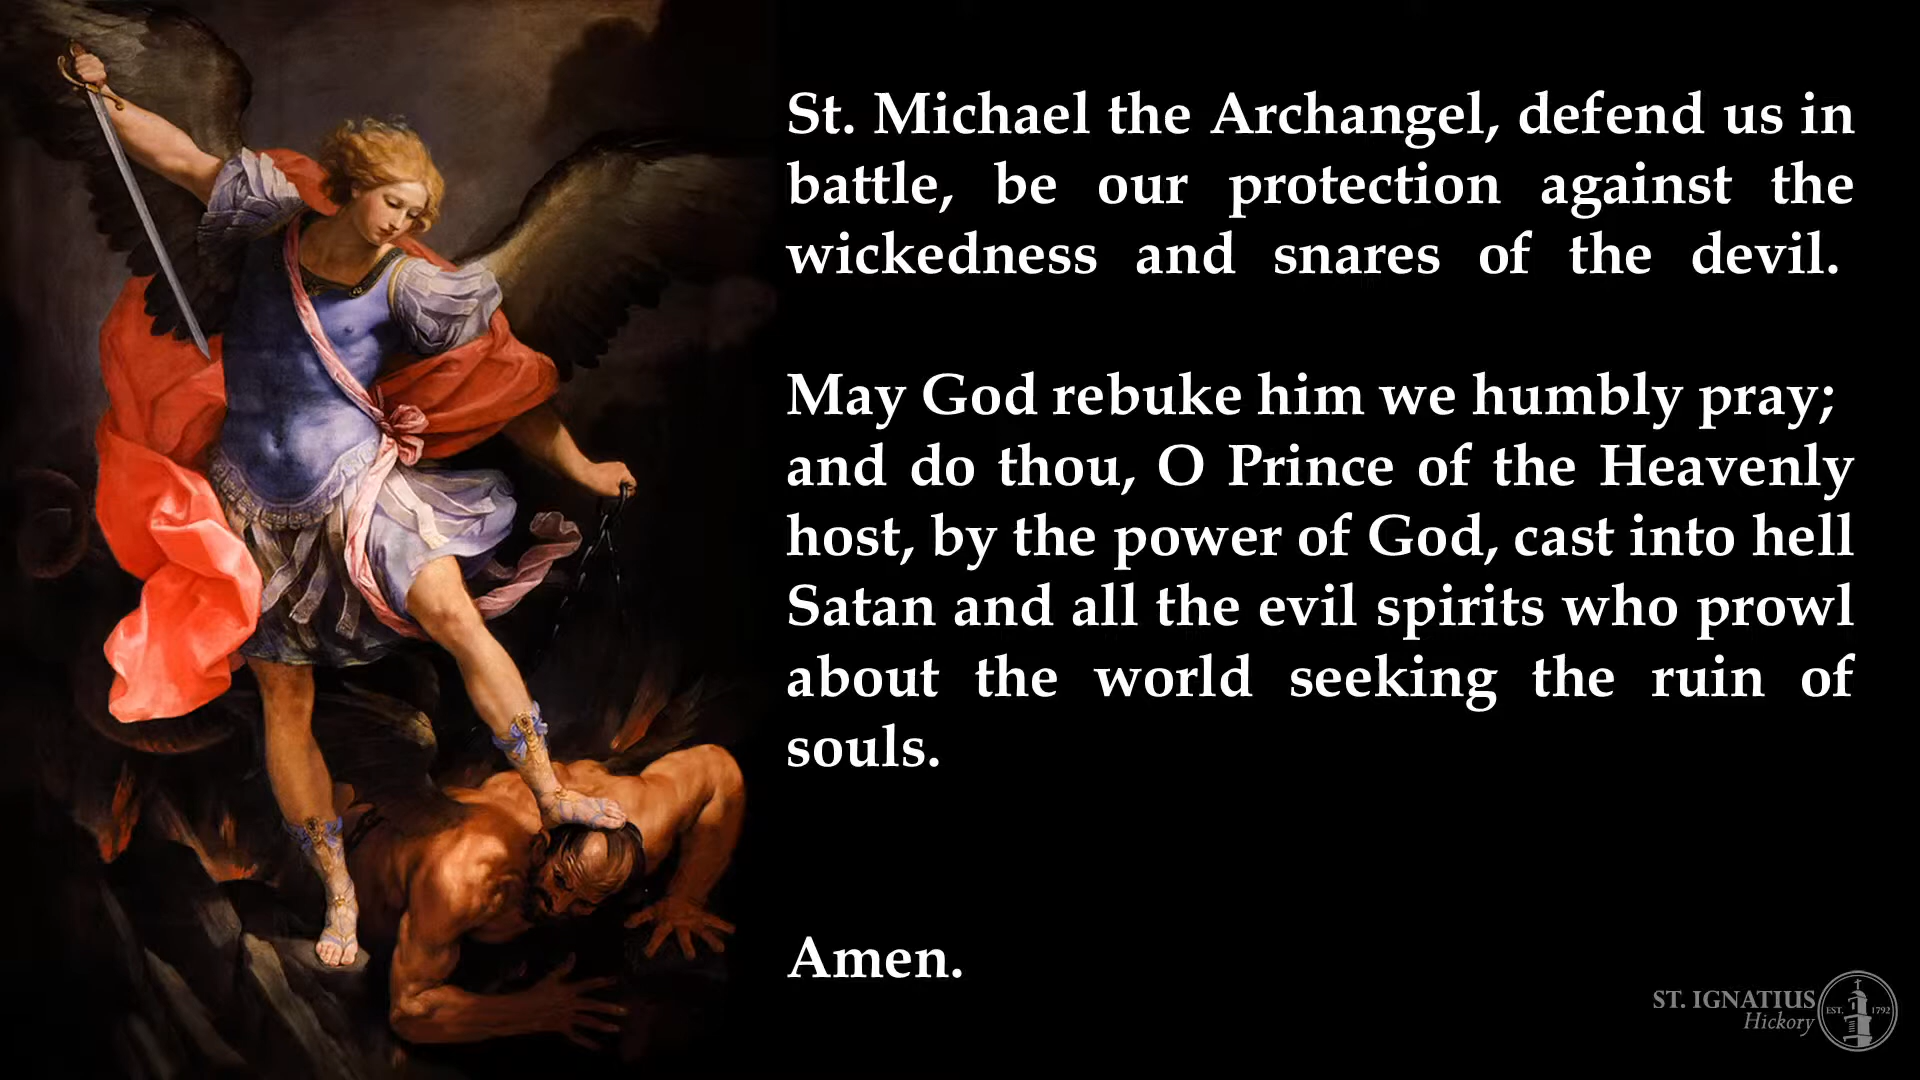 St. Michael the Archangel, defend us in
battle, be our protection against the
wickedness and snares of the devil.
May God rebuke him we humbly pray;
and do thou, O Prince of the Heavenly
host, by the power of God, cast into hell
Satan and all the evil spirits who prowl
about the world seeking the ruin of
souls.
Amen.
ST. IGNATIUS
Hickory
EST. 1792